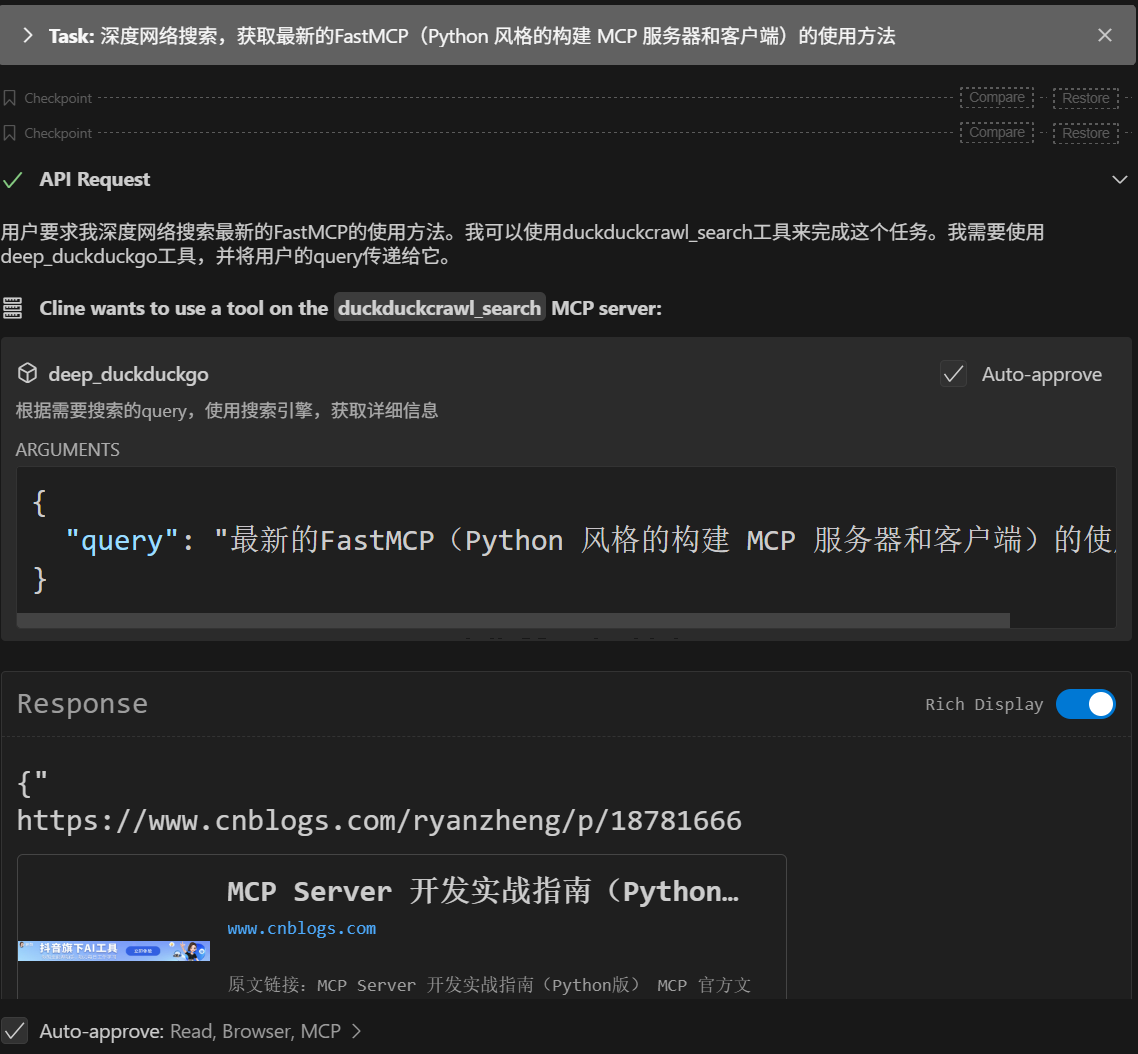 Task: 深度网络搜索，获取最新的FastMCP（Python 风格的构建 MCP 服务器和客户端）的使用方法
Checkpoint Compare Restore
Checkpoint Compare Restore
API Request
用户要求我深度网络搜索最新的FastMCP的使用方法。我可以使用duckduckcrawl_search工具来完成这个任务。我需要使用
deep_duckduckgo工具，并将用户的query传递给它。
Cline wants to use a tool on the duckduckcrawl_search MCP server:
deep_duckduckgo Auto-approve
根据需要搜索的query，使用搜索引擎，获取详细信息
ARGUMENTS
{
"query": "最新的FastMCP（Python 风格的构建 MCP 服务器和客户端）的使
}
Response Rich Display
{"
https://www.cnblogs.com/ryanzheng/p/18781666
MCP Server 开发实战指南（Python…
www.cnblogs.com
抖音旗下AI工具
原文链接：MCP Server 开发实战指南（Python版） MCP 官方文
Auto-approve: Read, Browser, MCP